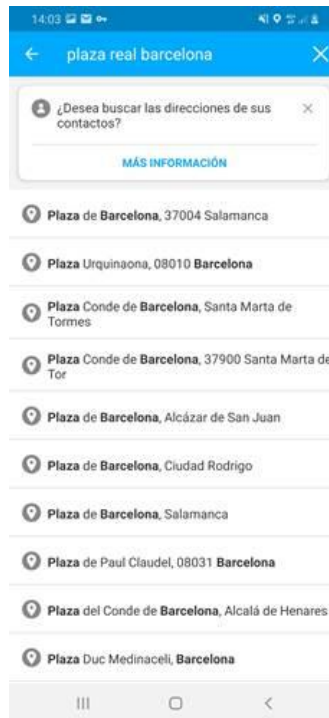 14:03
plaza real barcelona
¿Desea buscar las direcciones de sus
contactos?
MÁS INFORMACIÓN
Plaza de Barcelona, 37004 Salamanca
Plaza Urquinaona, 08010 Barcelona
Plaza Conde de Barcelona, Santa Marta de
Tormes
Plaza Conde de Barcelona, 37900 Santa Marta de
Tor
Plaza de Barcelona, Alcázar de San Juan
Plaza de Barcelona, Ciudad Rodrigo
Plaza de Barcelona, Salamanca
Plaza de Paul Claudel, 08031 Barcelona
Plaza del Conde de Barcelona, Alcalá de Henares
Plaza Duc Medinaceli, Barcelona